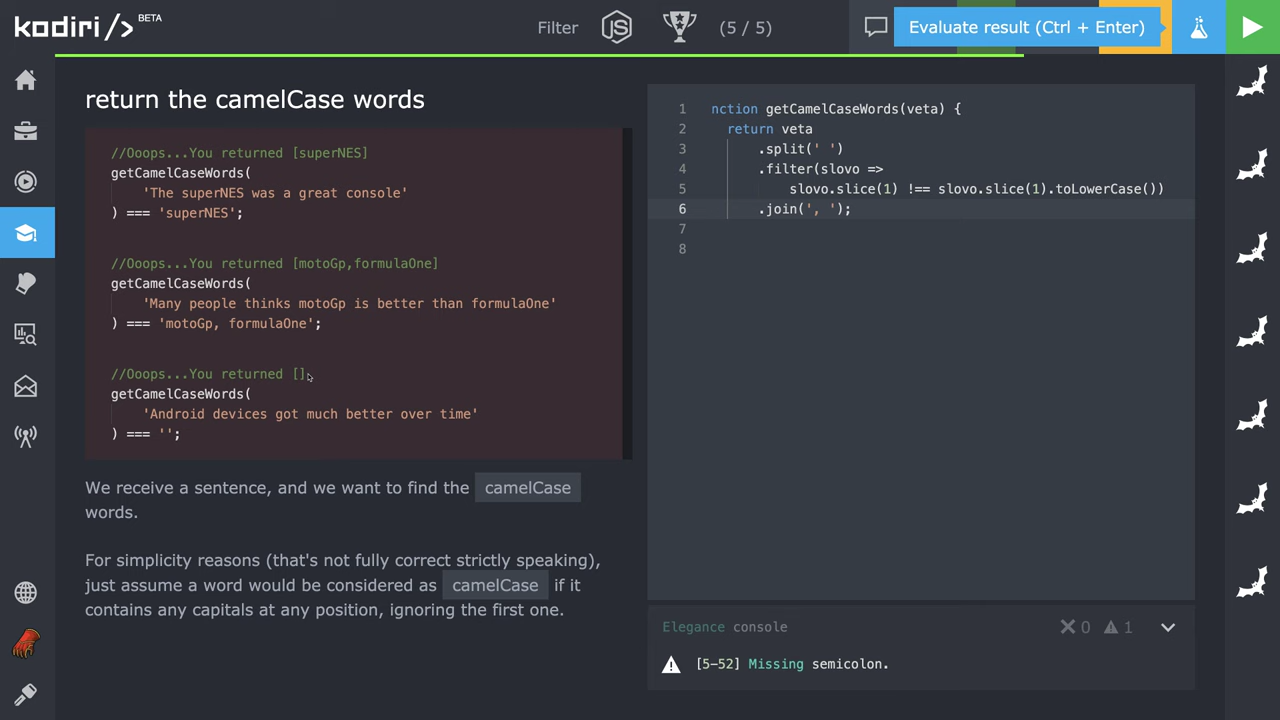 kodiri/> BETA
Filter
JS
(5 / 5)
Evaluate result (Ctrl + Enter)
return the camelCase words
//Ooops...You returned [superNES]
getCamelCaseWords(
'The superNES was a great console'
) === 'superNES';
//Ooops...You returned [motoGp,formulaOne]
getCamelCaseWords(
'Many people thinks motoGp is better than formulaOne'
) === 'motoGp, formulaOne';
//Ooops...You returned []
getCamelCaseWords(
'Android devices got much better over time'
) === '';
We receive a sentence, and we want to find the camelCase
words.
For simplicity reasons (that's not fully correct strictly speaking),
just assume a word would be considered as camelCase if it
contains any capitals at any position, ignoring the first one.
1 nction getCamelCaseWords(veta) {
2 return veta
3 .split(' ')
4 .filter(slovo =>
5 slovo.slice(1) !== slovo.slice(1).toLowerCase())
6 .join(', ');
7
8
Elegance console
0 1
[5-52] Missing semicolon.